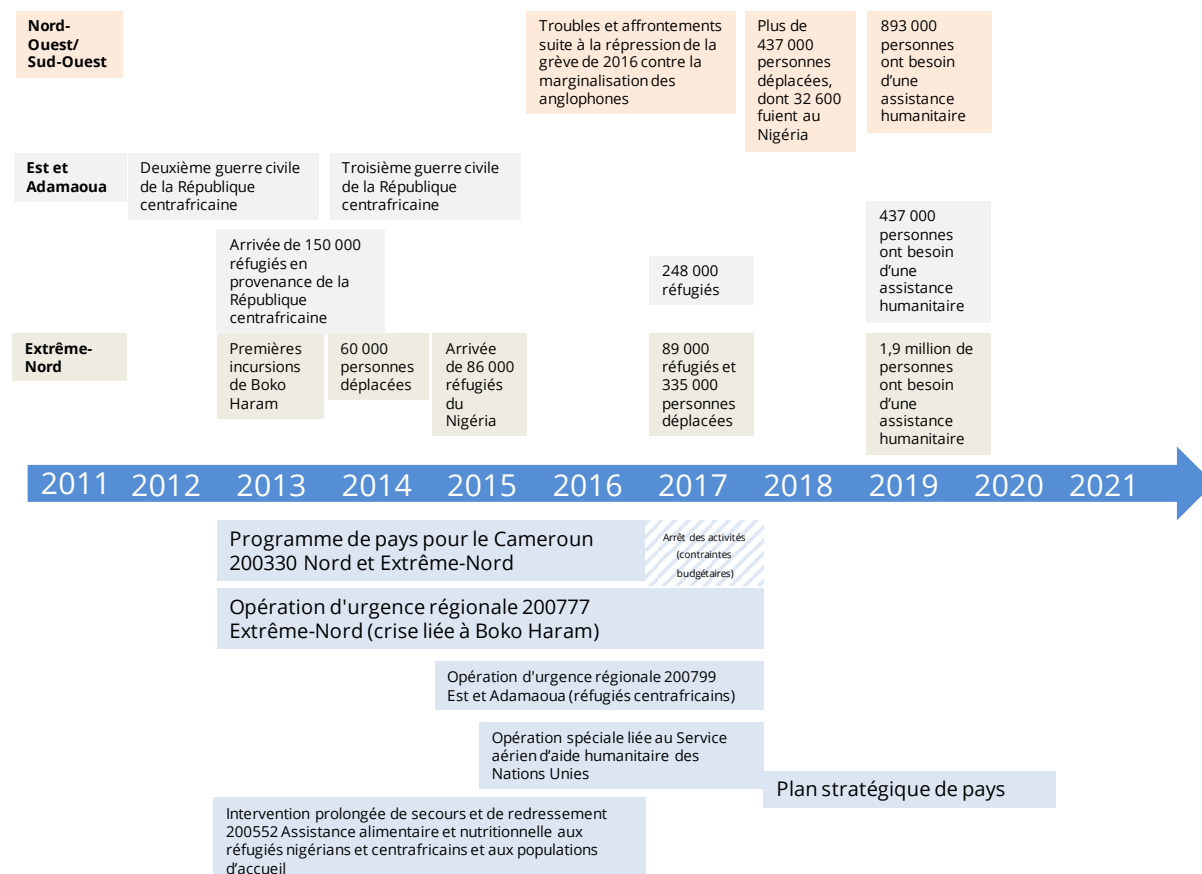 Nord-
Ouest/
Sud-Ouest
Troubles et affrontements
suite à la répression de la
grève de 2016 contre la
marginalisation des
anglophones
Plus de
437 000
personnes
déplacées,
dont 32 600
fuient au
Nigéria
893 000
personnes
ont besoin
d'une
assistance
humanitaire
Est et
Adamaoua
Deuxième guerre civile
de la République
centrafricaine
Troisième guerre civile
de la République
centrafricaine
Arrivée de 150 000
réfugiés en
provenance de la
République
centrafricaine
248 000
réfugiés
437 000
personnes
ont besoin
d'une
assistance
humanitaire
Extrême-
Nord
Premières
incursions
de Boko
Haram
60 000
personnes
déplacées
Arrivée
de 86 000
réfugiés
du
Nigéria
89 000
réfugiés et
335 000
personnes
déplacées
1,9 million de
personnes
ont besoin
d'une
assistance
humanitaire
2011 2012 2013 2014 2015 2016 2017 2018 2019 2020 2021
Programme de pays pour le Cameroun
200330 Nord et Extrême-Nord
Arrêt des activités
(contraintes
budgétaires)
Opération d'urgence régionale 200777
Extrême-Nord (crise liée à Boko Haram)
Opération d'urgence régionale 200799
Est et Adamaoua (réfugiés centrafricains)
Opération spéciale liée au Service
aérien d'aide humanitaire des
Nations Unies
Plan stratégique de pays
Intervention prolongée de secours et de redressement
200552 Assistance alimentaire et nutritionnelle aux
réfugiés nigérians et centrafricains et aux populations
d'accueil